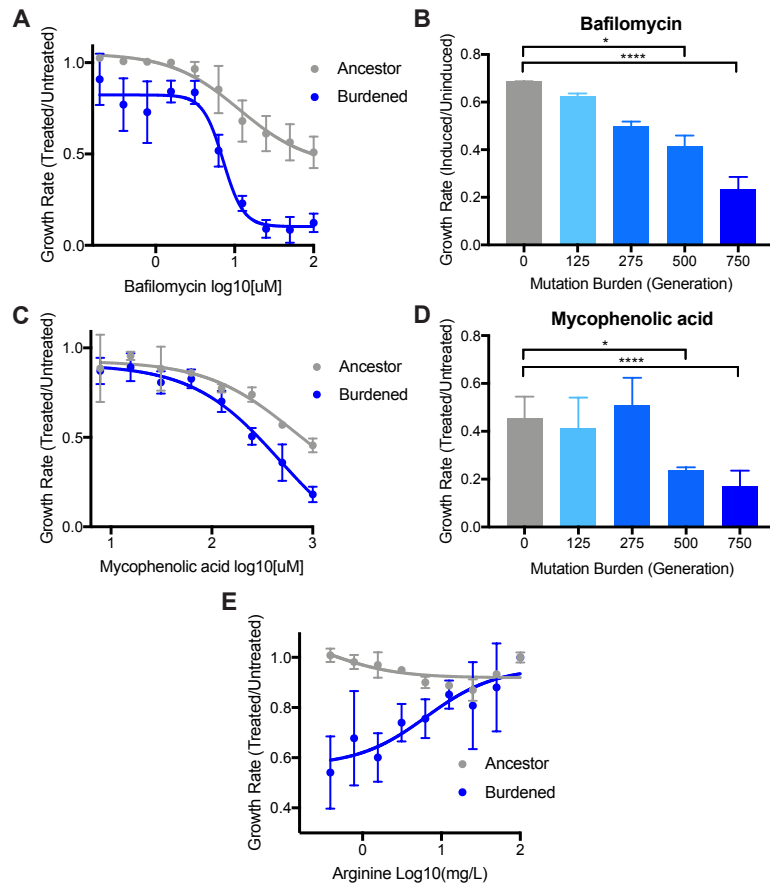 A
Growth Rate (Treated/Untreated)
1.0
0.5
0.0
0
1
2
Bafilomycin log10[uM]
Ancestor
Burdened
B
Bafilomycin
*
****
Growth Rate (Induced/Uninduced)
0.8
0.6
0.4
0.2
0.0
0
125
275
500
750
Mutation Burden (Generation)
C
Growth Rate (Treated/Untreated)
1.0
0.5
0.0
1
2
3
Mycophenolic acid log10[uM]
Ancestor
Burdened
D
Mycophenolic acid
*
****
Growth Rate (Treated/Untreated)
0.8
0.6
0.4
0.2
0.0
0
125
275
500
750
Mutation Burden (Generation)
E
Growth Rate (Treated/Untreated)
1.0
0.8
0.6
0.4
0
1
2
Arginine Log10(mg/L)
Ancestor
Burdened